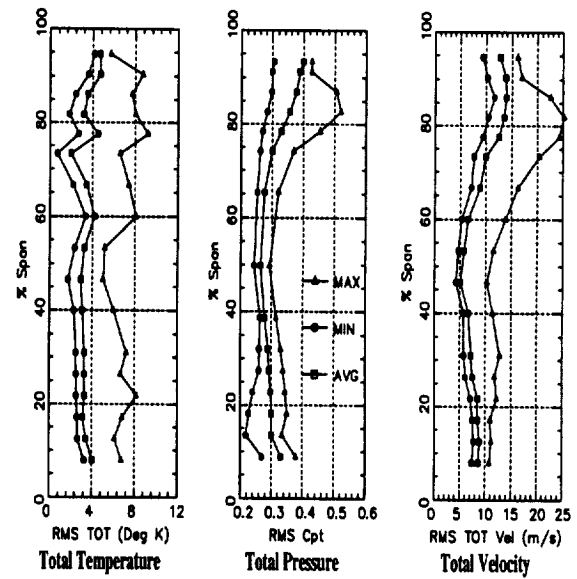 100
80
60
40
20
0
% Span
0 4 8 12
RMS TOT (Deg K)
Total Temperature
100
80
60
40
20
0
% Span
0.2 0.3 0.4 0.5 0.6
RMS Cpt
Total Pressure
MAX
MIN
AVG
100
80
60
40
20
0
% Span
0 5 10 15 20 25
RMS TOT Vel (m/s)
Total Velocity